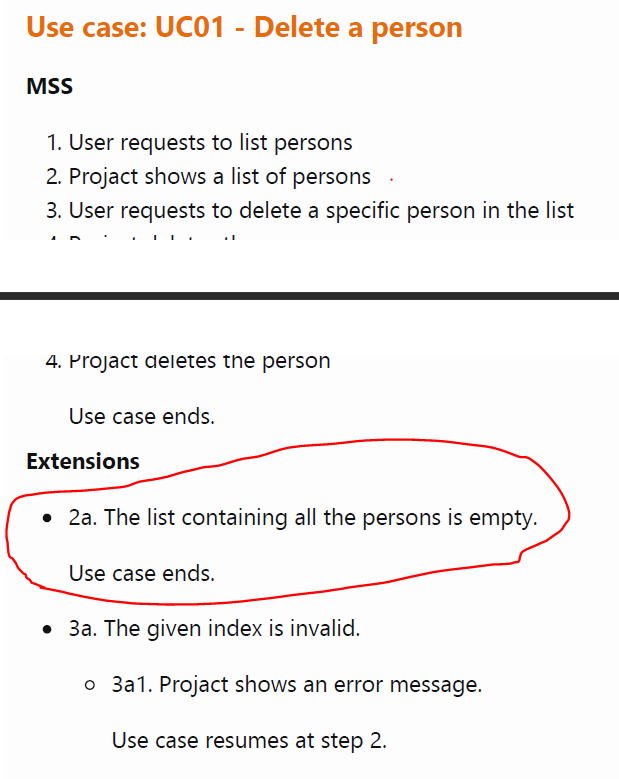 Use case: UC01 - Delete a person
MSS
1. User requests to list persons
2. Projact shows a list of persons
3. User requests to delete a specific person in the list
4. Projact deletes the person
Use case ends.
Extensions
• 2a. The list containing all the persons is empty.
Use case ends.
• 3a. The given index is invalid.
○ 3a1. Projact shows an error message.
Use case resumes at step 2.